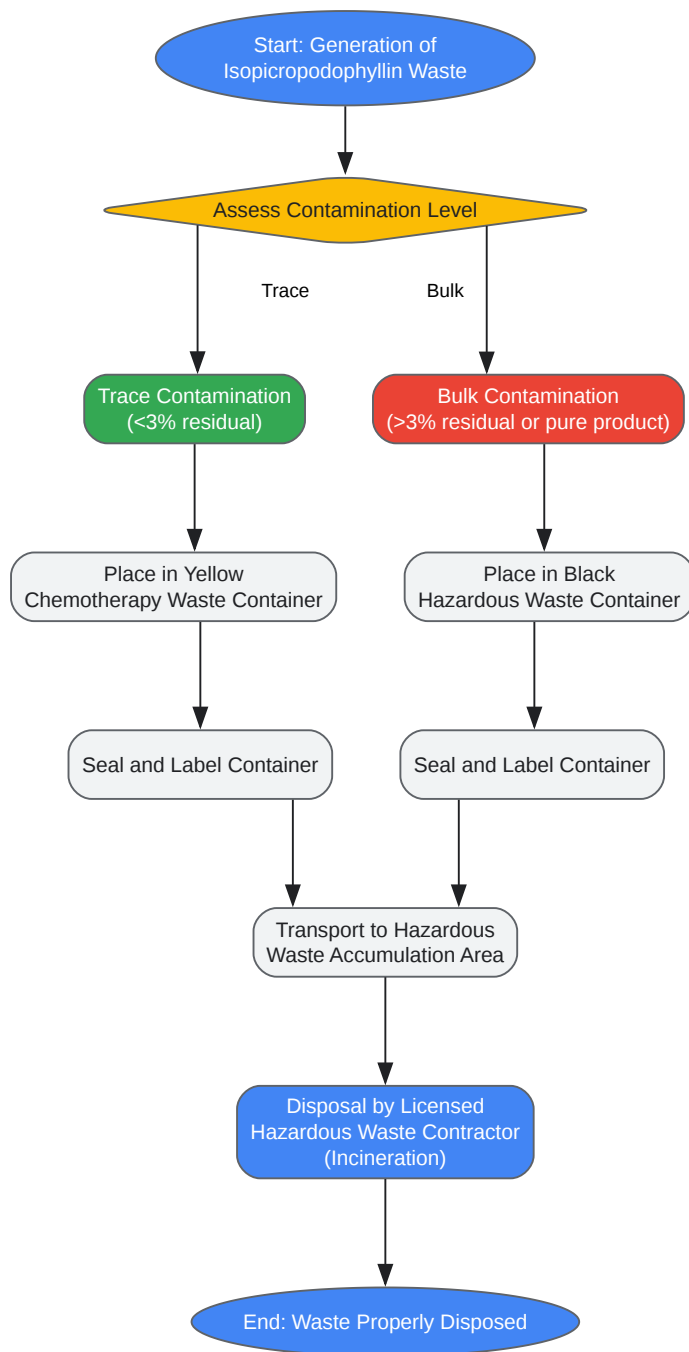 Start: Generation of
Isopicropodophyllin Waste
Assess Contamination Level
Trace
Bulk
Trace Contamination
(<3% residual)
Bulk Contamination
(>3% residual or pure product)
Place in Yellow
Chemotherapy Waste Container
Place in Black
Hazardous Waste Container
Seal and Label Container
Seal and Label Container
Transport to Hazardous
Waste Accumulation Area
Disposal by Licensed
Hazardous Waste Contractor
(Incineration)
End: Waste Properly Disposed